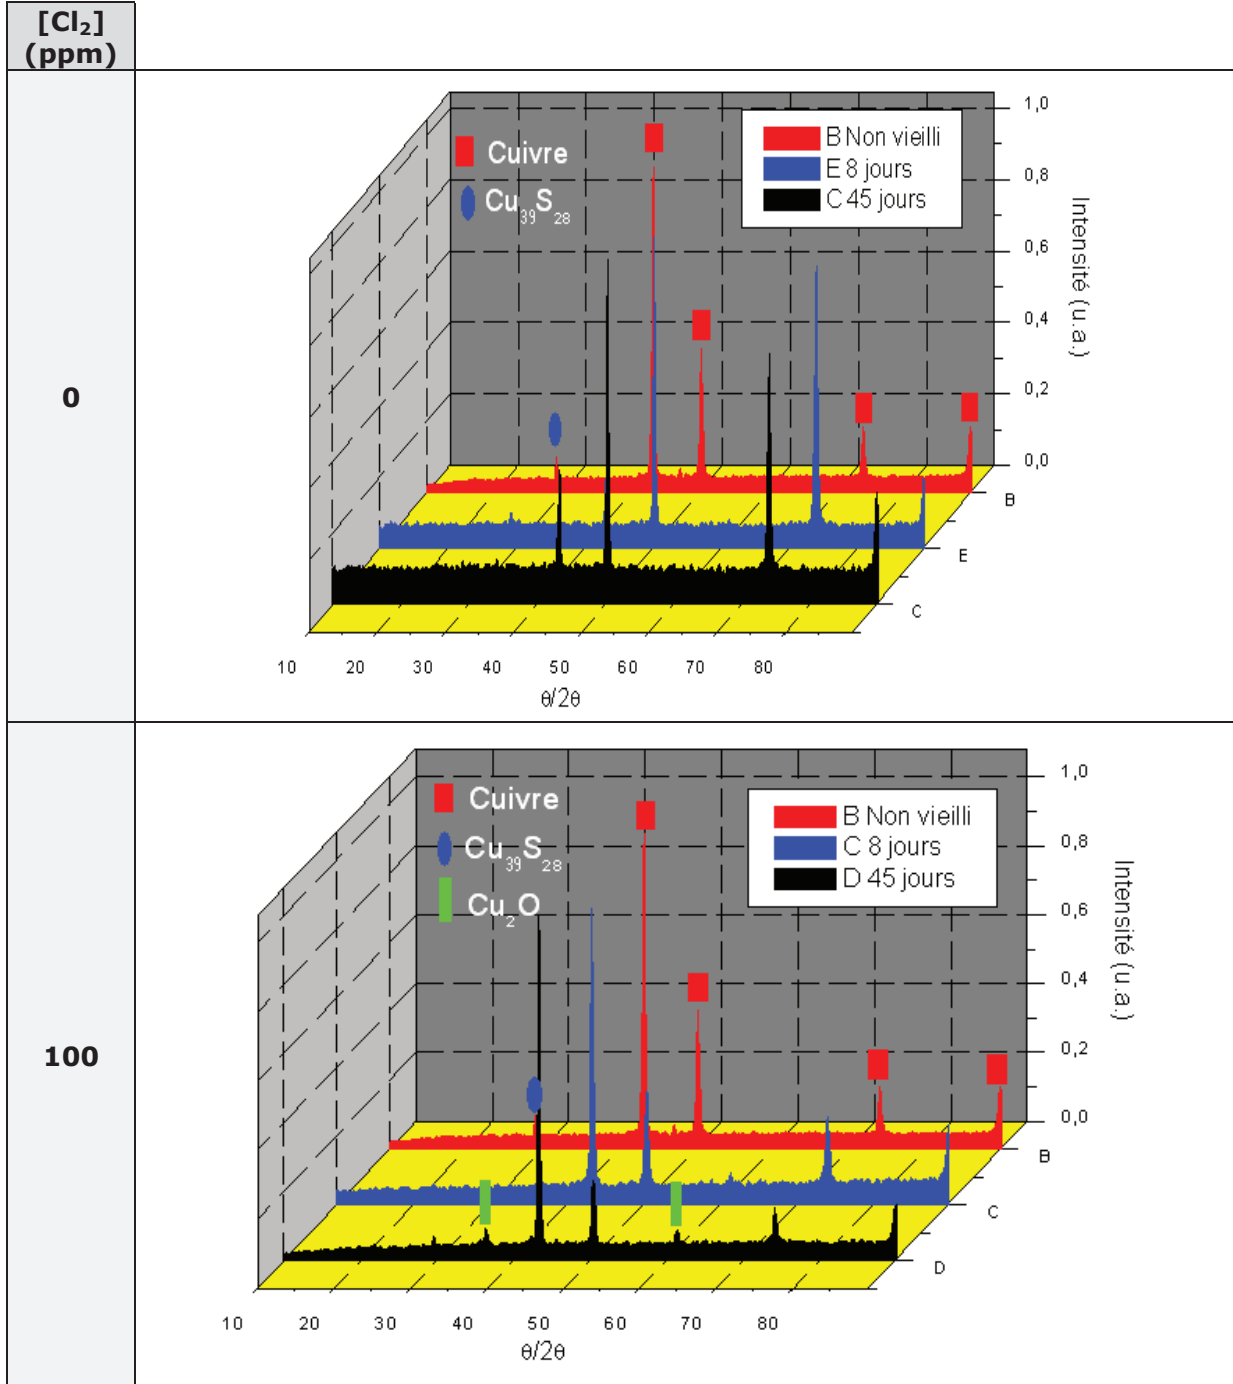 [Cl₂]
(ppm)
0
Cuivre
Cu₃₉S₂₈
B Non vieilli
E 8 jours
C 45 jours
1,0
0,8
0,6
0,4
0,2
0,0
Intensité (u.a.)
B
E
C
10 20 30 40 50 60 70 80
θ/2θ
100
Cuivre
Cu₃₉S₂₈
Cu₂O
B Non vieilli
C 8 jours
D 45 jours
1,0
0,8
0,6
0,4
0,2
0,0
Intensité (u.a.)
B
C
D
10 20 30 40 50 60 70 80
θ/2θ